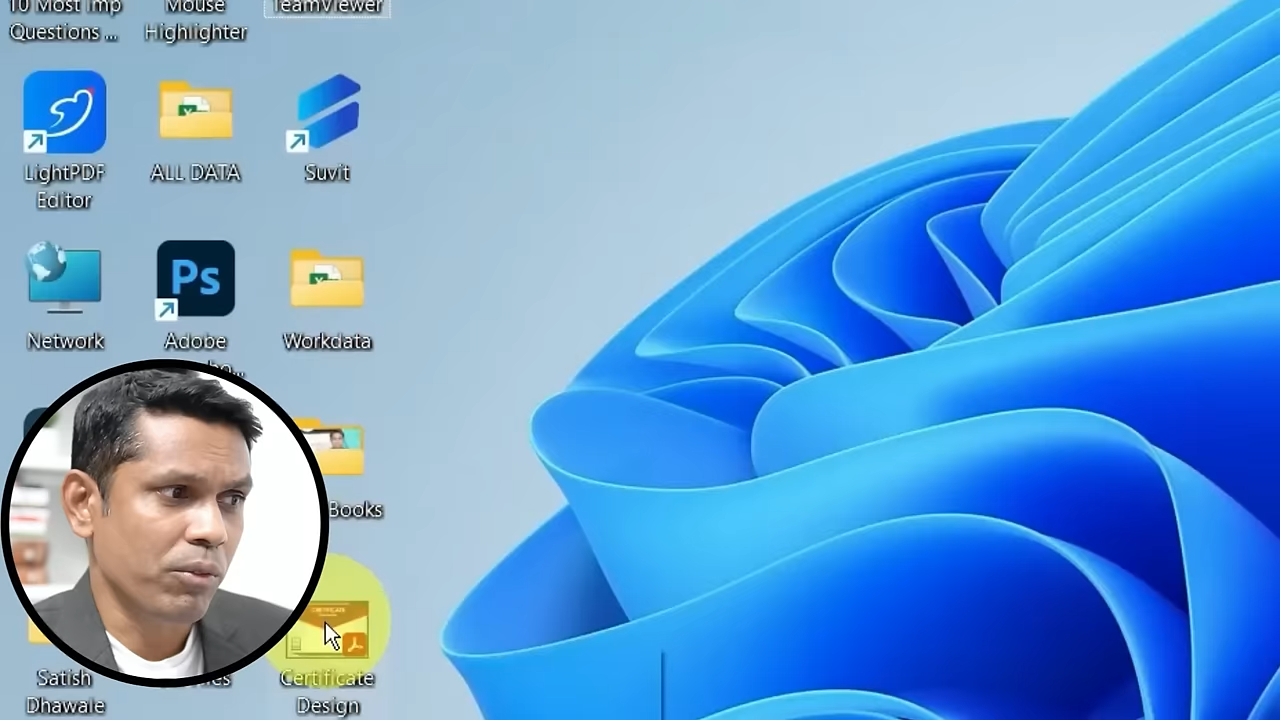 10 Most Imp
Questions ...
Mouse
Highlighter
TeamViewer
LightPDF
Editor
ALL DATA
Suvit
Network
Ps
Adobe
Workdata
Books
CERTIFICATE
Satish
Dhawale
Certificate
Design